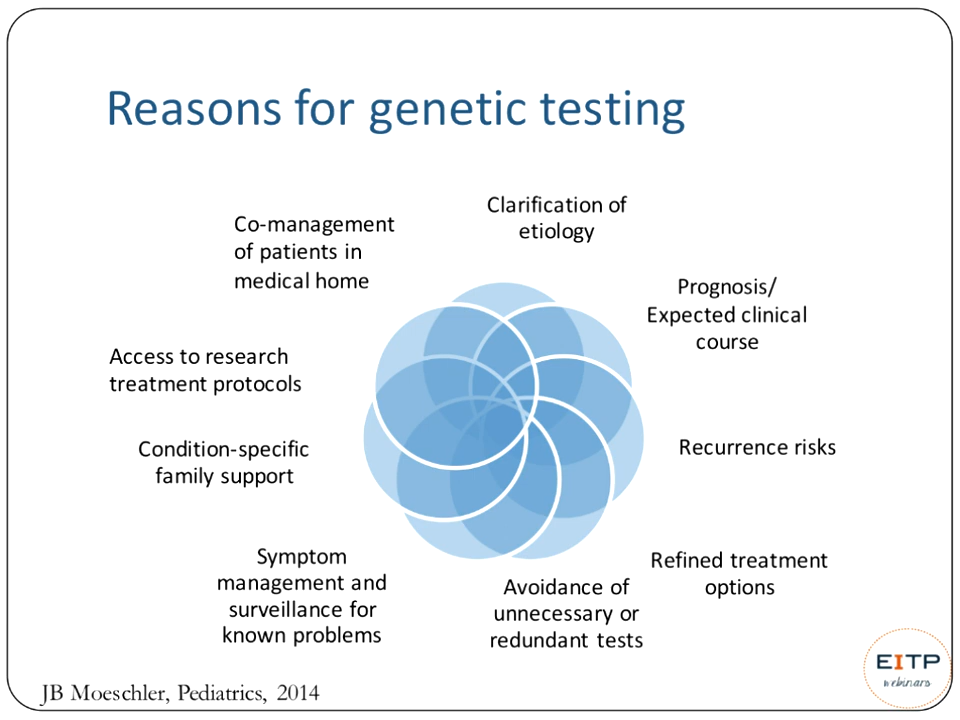 Reasons for genetic testing
Clarification of
etiology
Prognosis/
Expected clinical
course
Recurrence risks
Refined treatment
options
Avoidance of
unnecessary or
redundant tests
Symptom
management and
surveillance for
known problems
Condition-specific
family support
Access to research
treatment protocols
Co-management
of patients in
medical home
JB Moeschler, Pediatrics, 2014
EITP
webinars